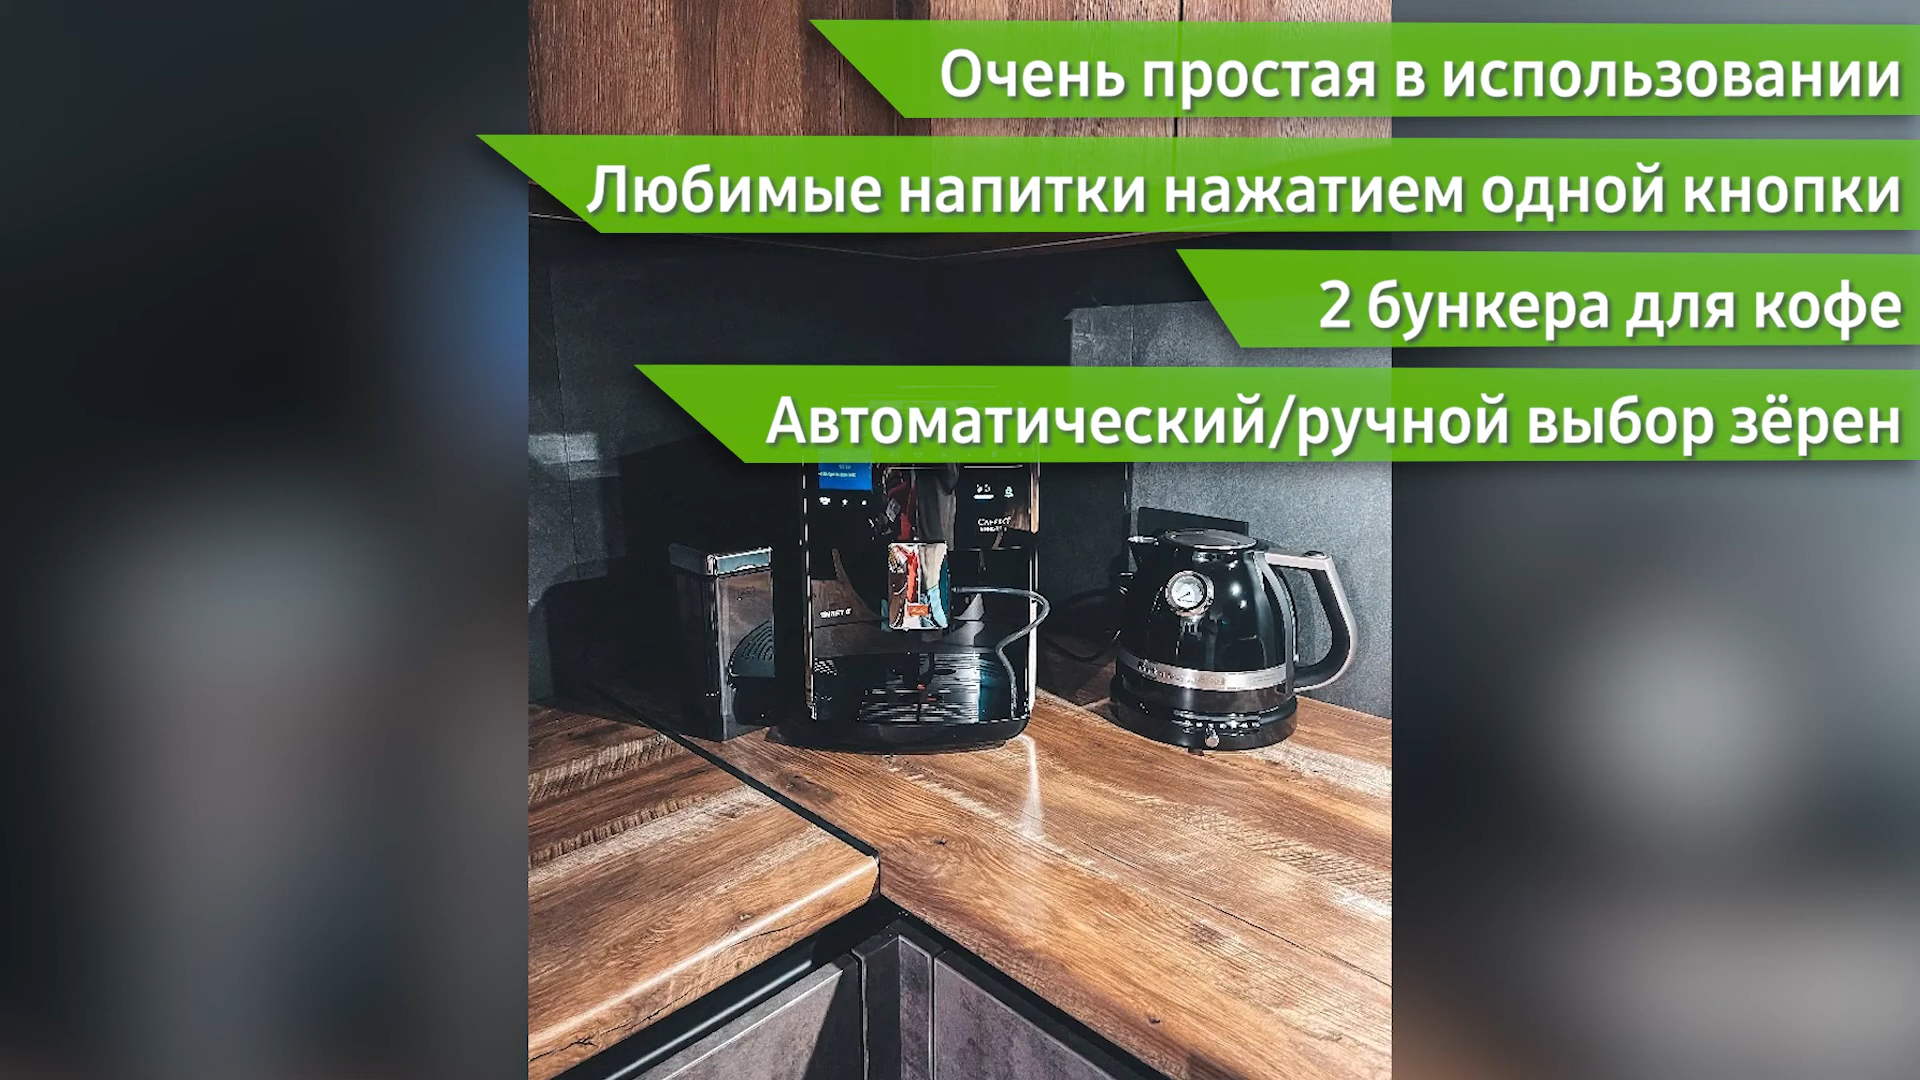 Очень простая в использовании
Любимые напитки нажатием одной кнопки
2 бункера для кофе
Автоматический/ручной выбор зёрен